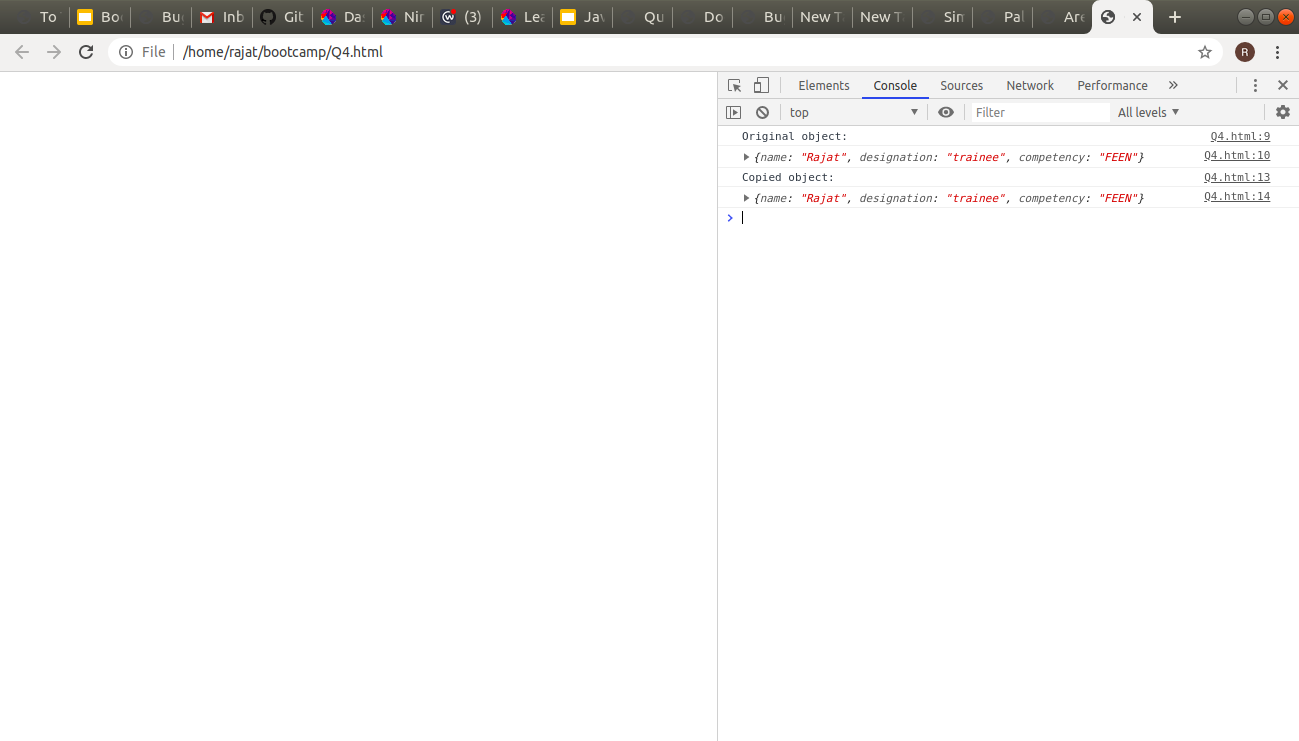 To Boo Bu Inb Git Da Nir (3) Lea Jav Qu Do Bu New T New T Sim Pal Are
File /home/rajat/bootcamp/Q4.html R
Elements Console Sources Network Performance
top Filter All levels
Original object: Q4.html:9
{name: "Rajat", designation: "trainee", competency: "FEEN"} Q4.html:10
Copied object: Q4.html:13
{name: "Rajat", designation: "trainee", competency: "FEEN"} Q4.html:14